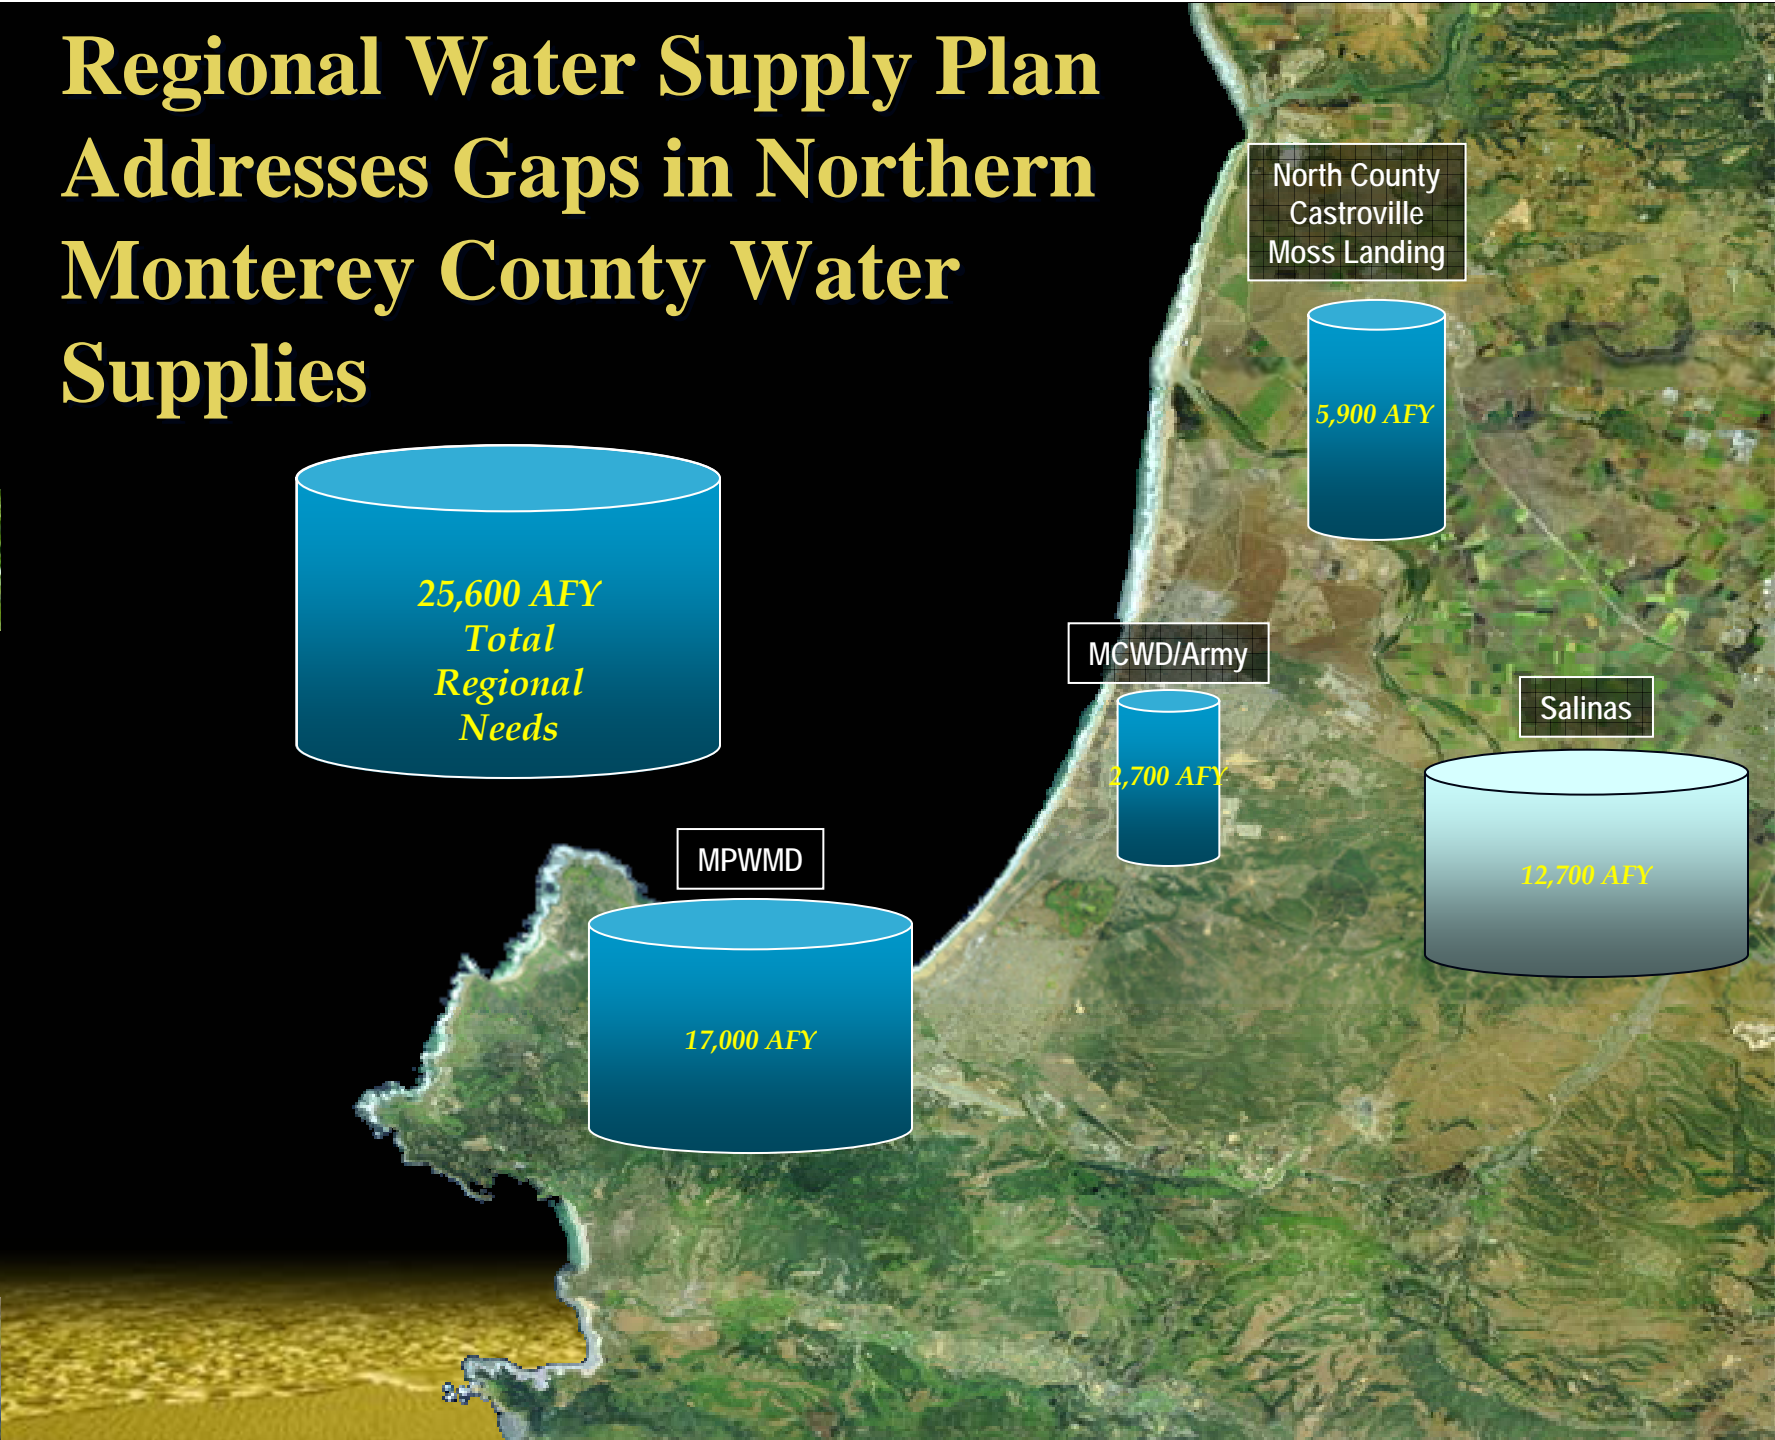 Regional Water Supply Plan
Addresses Gaps in Northern
Monterey County Water
Supplies
North County
Castroville
Moss Landing
5,900 AFY
25,600 AFY
Total
Regional
Needs
MCWD/Army
2,700 AFY
Salinas
12,700 AFY
MPWMD
17,000 AFY